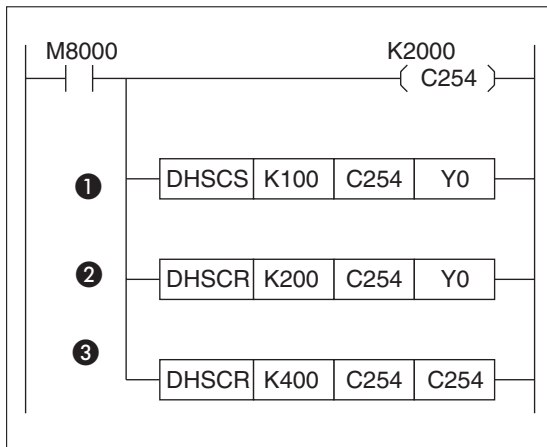 M8000 K2000
C254
❶ DHSCS K100 C254 Y0
❷ DHSCR K200 C254 Y0
❸ DHSCR K400 C254 C254